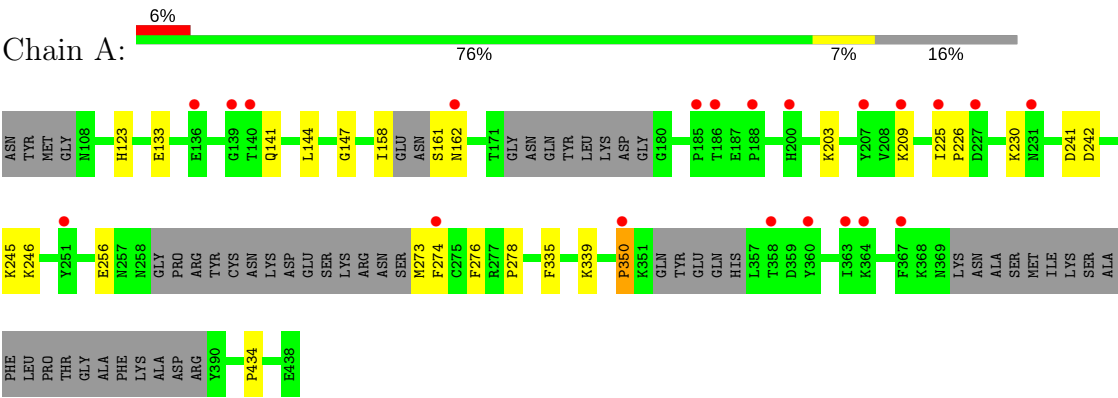 6%
Chain A:
76% 7% 16%
ASN TYR MET GLY N108 H123 E133 E136 G139 T140 Q141 L144 G147 I158 GLU ASN S161 N162 T171 GLY ASN GLN TYR LEU LYS ASP GLY G180 P185 T186 E187 P188 H200 K203 Y207 V208 K209 I225 P226 D227 K230 N231 D241 D242
K245 K246 Y251 E256 N257 N258 GLY PRO ARG TYR CYS ASN LYS ASP GLU SER LYS ARG ASN SER M273 F274 C275 F276 R277 P278 F335 K339 P350 K351 GLN TYR GLU GLN HIS L357 T358 D359 Y360 I363 K364 F367 K368 N369 LYS ASN ALA SER MET ILE LYS SER ALA
PHE LEU PRO THR GLY ALA PHE LYS ALA ASP ARG Y390 P434 E438